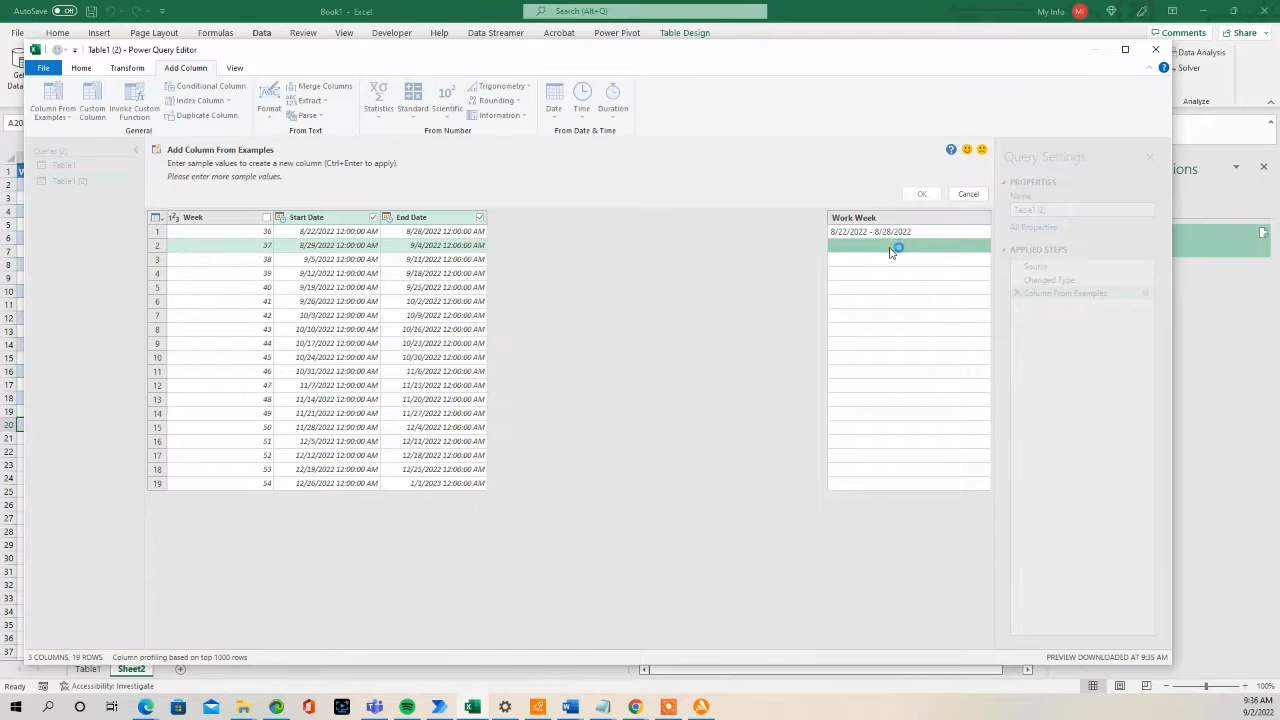 AutoSave Off Book1 - Excel Search (Alt+Q) My Info MI
File Home Insert Page Layout Formulas Data Review View Developer Help Data Streamer Acrobat Power Pivot Table Design Comments Share
Table1 (2) - Power Query Editor
File Home Transform Add Column View
Column From Examples
Custom Column
Invoke Custom Function
Conditional Column
Index Column
Duplicate Column
General
Format
Merge Columns
Extract
Parse
From Text
Statistics
Standard
Scientific
10²
Trigonometry
Rounding
Information
From Number
Date
Time
Duration
From Date & Time
Data Analysis
Solver
Analyze
A20
Queries [2]
Table1
Table1 (2)
Add Column From Examples
Enter sample values to create a new column (Ctrl+Enter to apply).
Please enter more sample values.
OK Cancel
Week Start Date End Date Work Week
1 36 8/22/2022 12:00:00 AM 8/28/2022 12:00:00 AM 8/22/2022 - 8/28/2022
2 37 8/29/2022 12:00:00 AM 9/4/2022 12:00:00 AM
3 38 9/5/2022 12:00:00 AM 9/11/2022 12:00:00 AM
4 39 9/12/2022 12:00:00 AM 9/18/2022 12:00:00 AM
5 40 9/19/2022 12:00:00 AM 9/25/2022 12:00:00 AM
6 41 9/26/2022 12:00:00 AM 10/2/2022 12:00:00 AM
7 42 10/3/2022 12:00:00 AM 10/9/2022 12:00:00 AM
8 43 10/10/2022 12:00:00 AM 10/16/2022 12:00:00 AM
9 44 10/17/2022 12:00:00 AM 10/23/2022 12:00:00 AM
10 45 10/24/2022 12:00:00 AM 10/30/2022 12:00:00 AM
11 46 10/31/2022 12:00:00 AM 11/6/2022 12:00:00 AM
12 47 11/7/2022 12:00:00 AM 11/13/2022 12:00:00 AM
13 48 11/14/2022 12:00:00 AM 11/20/2022 12:00:00 AM
14 49 11/21/2022 12:00:00 AM 11/27/2022 12:00:00 AM
15 50 11/28/2022 12:00:00 AM 12/4/2022 12:00:00 AM
16 51 12/5/2022 12:00:00 AM 12/11/2022 12:00:00 AM
17 52 12/12/2022 12:00:00 AM 12/18/2022 12:00:00 AM
18 53 12/19/2022 12:00:00 AM 12/25/2022 12:00:00 AM
19 54 12/26/2022 12:00:00 AM 1/1/2023 12:00:00 AM
Query Settings
PROPERTIES
Name
Table1 (2)
All Properties
APPLIED STEPS
Source
Changed Type
Column From Examples
3 COLUMNS, 19 ROWS Column profiling based on top 1000 rows PREVIEW DOWNLOADED AT 9:35 AM
Table1 Sheet2
Ready Accessibility: Investigate 100%
9:36 AM
9/2/2022